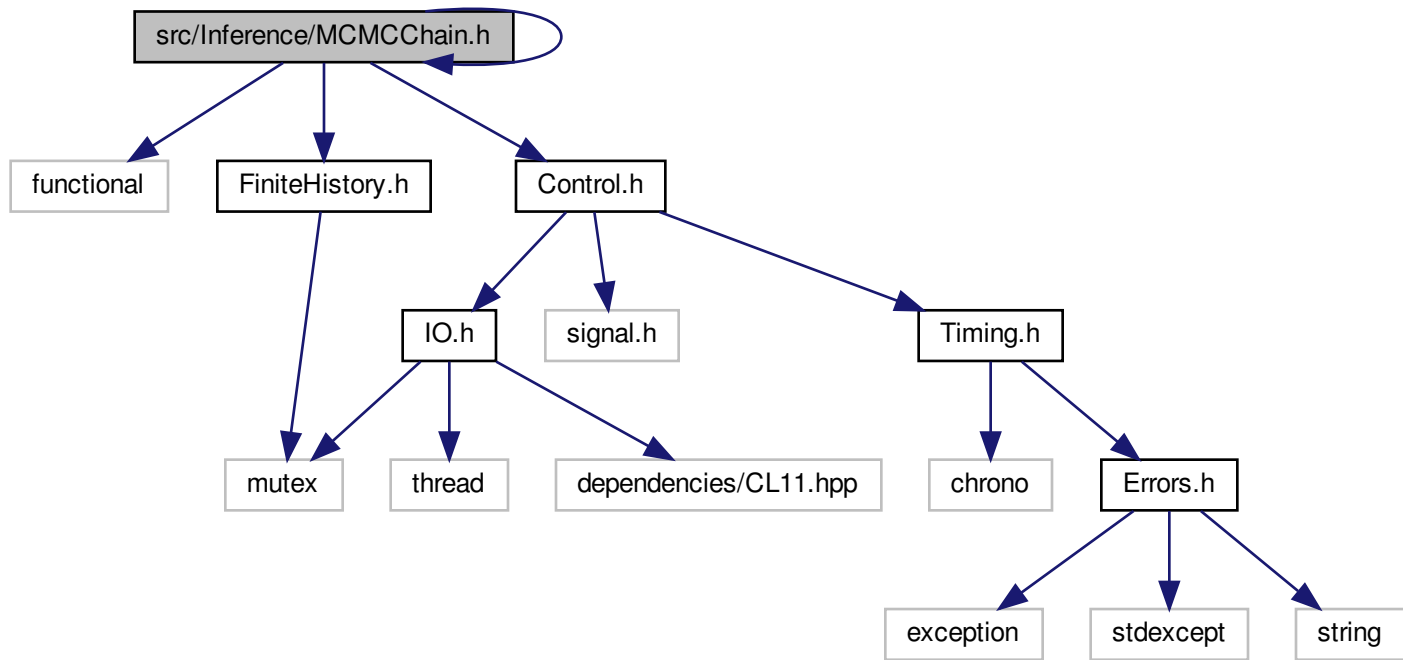 src/Inference/MCMCChain.h
functional
FiniteHistory.h
Control.h
IO.h
signal.h
Timing.h
mutex
thread
dependencies/CL11.hpp
chrono
Errors.h
exception
stdexcept
string